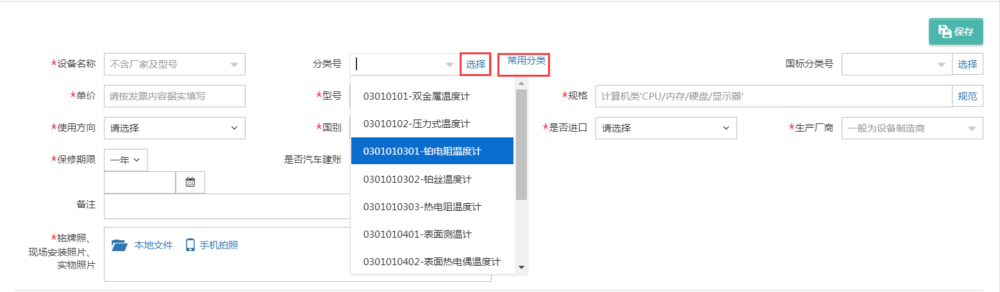 保存
*设备名称 不含厂家及型号 分类号 选择 常用分类 国标分类号 选择
*单价 请按发票内容据实填写 *型号 *规格 计算机类'CPU/内存/硬盘/显示器' 规范
*使用方向 请选择 *国别 *是否进口 请选择 *生产厂商 一般为设备制造商
*保修期限 一年 是否汽车建账
备注
*铭牌照、
现场安装照片、
实物照片
本地文件 手机拍照
03010101-双金属温度计
03010102-压力式温度计
0301010301-铂电阻温度计
0301010302-铂丝温度计
0301010303-热电阻温度计
0301010401-表面测温计
0301010402-表面热电偶温度计